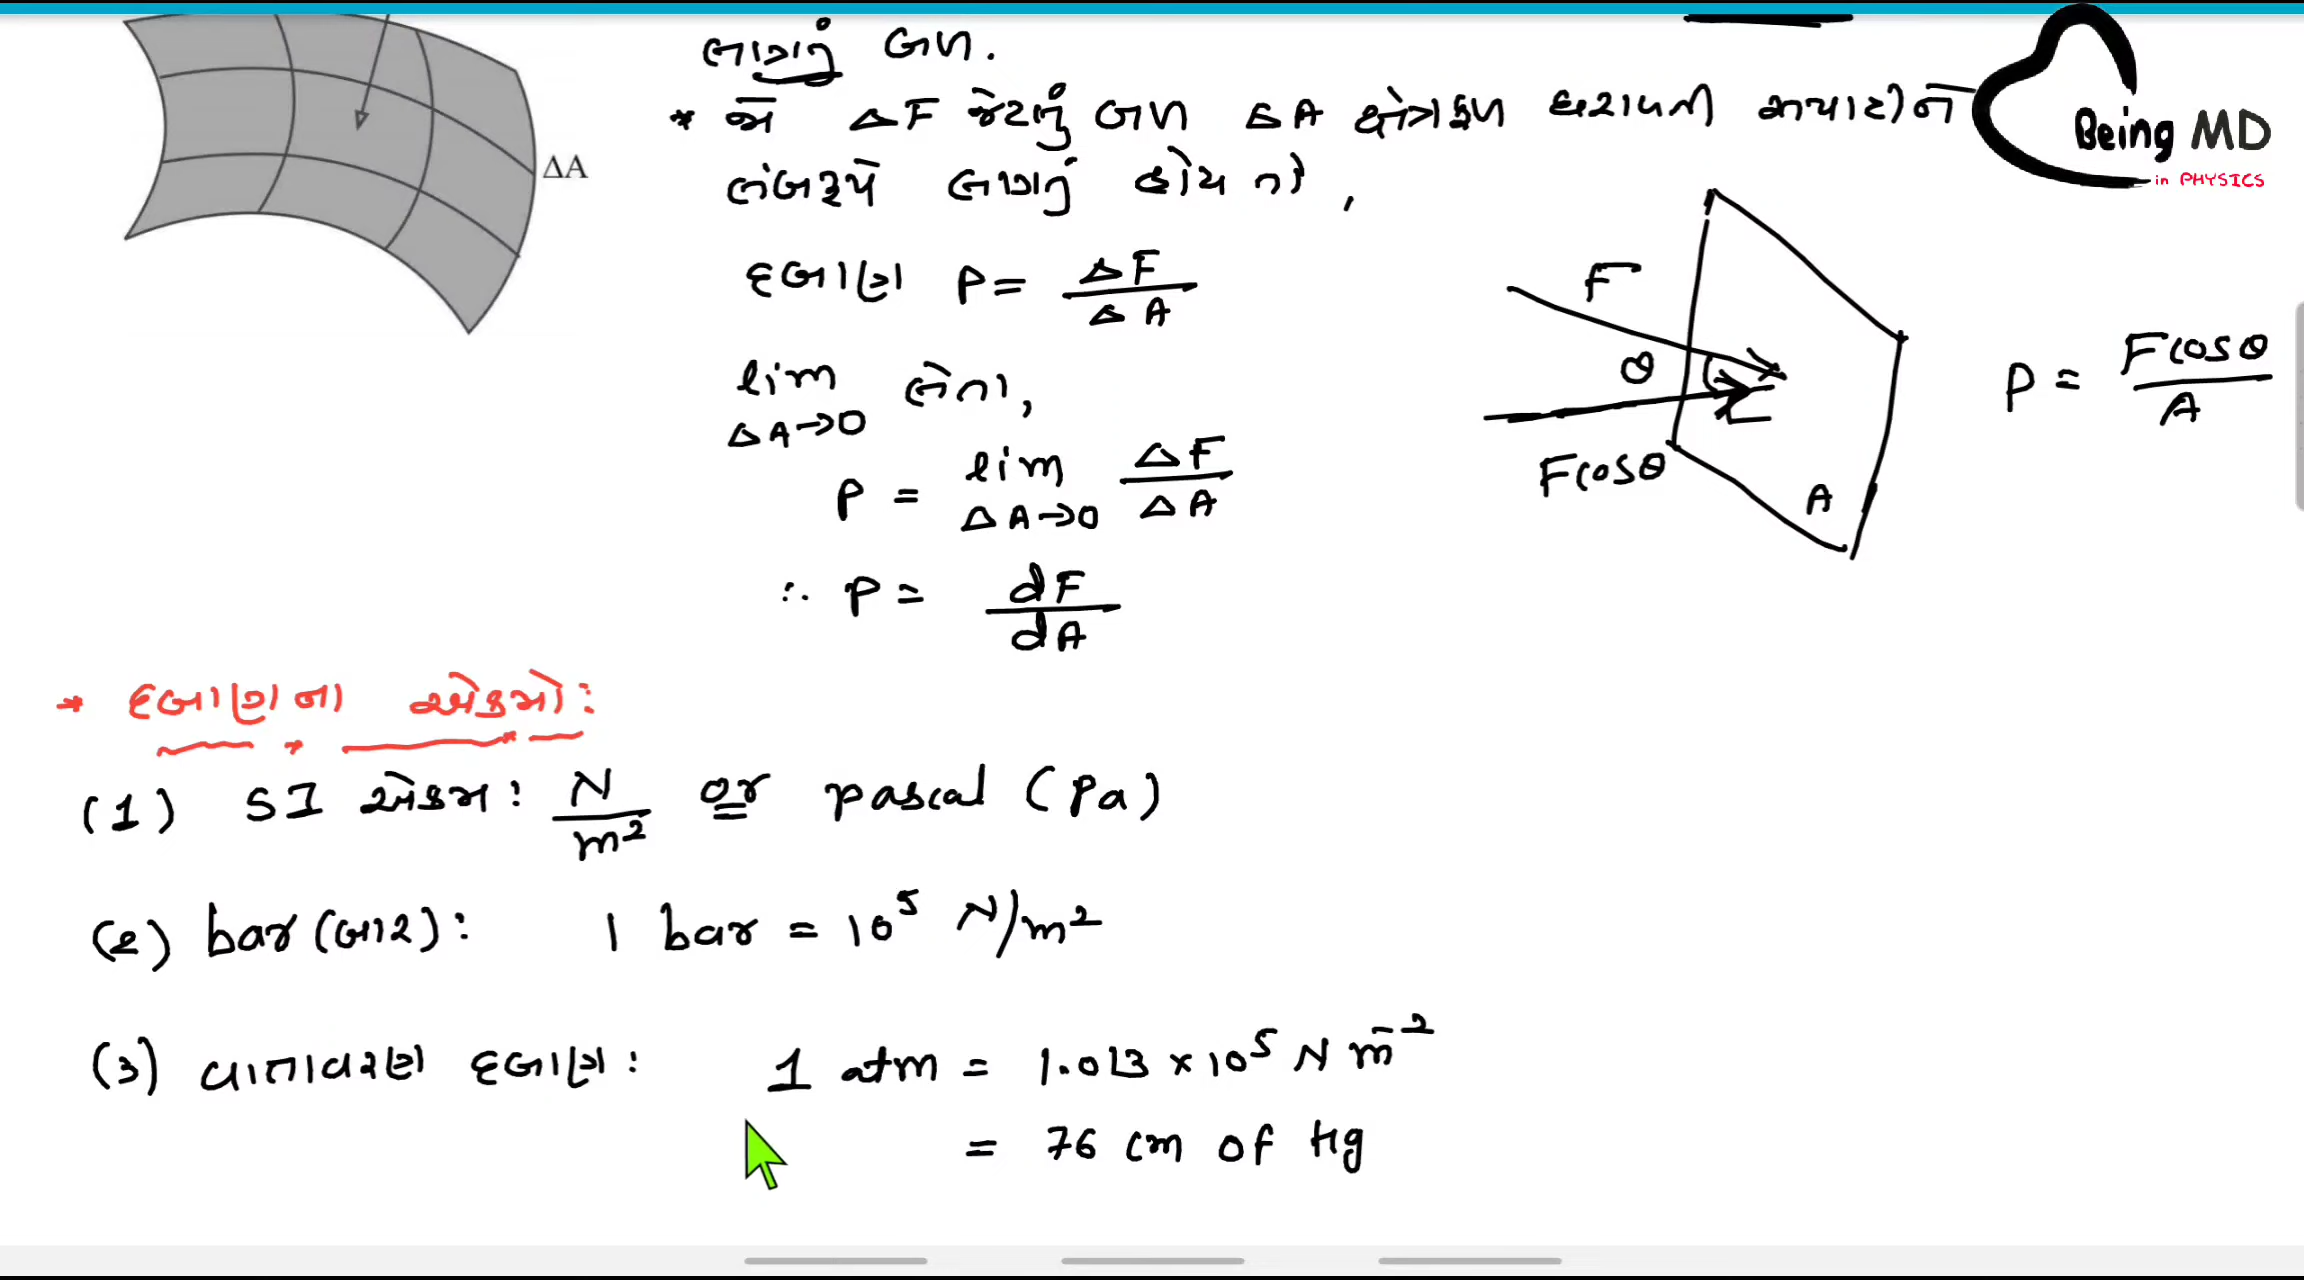 લાગતું બળ.
* જો ΔF જેટલું બળ ΔA ક્ષેત્રફળ ધરાવતી સપાટીને
લંબરૂપે લાગતું હોય તો,
ΔA
Being MD
in PHYSICS
દબાણ P = ΔF / ΔA
F
θ
Fcosθ
A
P = Fcosθ / A
lim ΔA→0 લેતા,
P = lim ΔA→0 ΔF / ΔA
∴ P = dF / dA
* દબાણના એકમો:
(1) SI એકમ: N / m² or pascal (Pa)
(2) bar (બાર): 1 bar = 10⁵ N/m²
(3) વાતાવરણ દબાણ: 1 atm = 1.013 × 10⁵ N m⁻²
= 76 cm of Hg